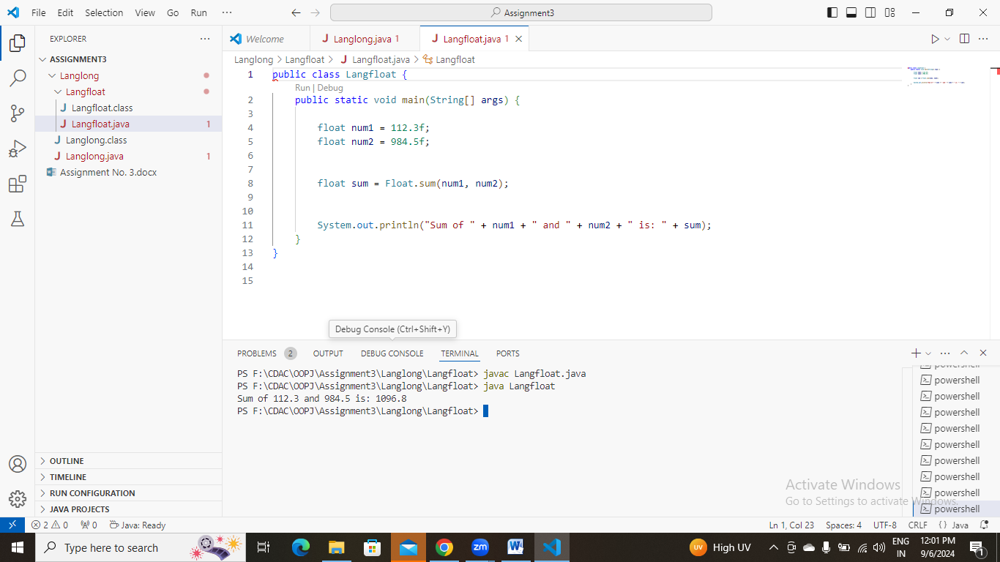 File Edit Selection View Go Run ··· Assignment3
EXPLORER
ASSIGNMENT3
Langlong
Langfloat
J Langfloat.class
J Langfloat.java 1
J Langlong.class
J Langlong.java 1
Assignment No. 3.docx
OUTLINE
TIMELINE
RUN CONFIGURATION
JAVA PROJECTS
Welcome J Langlong.java 1 J Langfloat.java 1
Langlong > Langfloat > J Langfloat.java > Langfloat
1 public class Langfloat {
Run | Debug
2 public static void main(String[] args) {
3
4 float num1 = 112.3f;
5 float num2 = 984.5f;
6
7
8 float sum = Float.sum(num1, num2);
9
10
11 System.out.println("Sum of " + num1 + " and " + num2 + " is: " + sum);
12 }
13 }
14
15
Debug Console (Ctrl+Shift+Y)
PROBLEMS 2 OUTPUT DEBUG CONSOLE TERMINAL PORTS
PS F:\CDAC\OOPJ\Assignment3\Langlong\Langfloat> javac Langfloat.java
PS F:\CDAC\OOPJ\Assignment3\Langlong\Langfloat> java Langfloat
Sum of 112.3 and 984.5 is: 1096.8
PS F:\CDAC\OOPJ\Assignment3\Langlong\Langfloat>
powershell
powershell
powershell
powershell
powershell
powershell
powershell
powershell
powershell
powershell
Activate Windows
Go to Settings to activate Windows.
2 0 0 Java: Ready Ln 1, Col 23 Spaces: 4 UTF-8 CRLF {} Java
Type here to search zm W UV High UV ENG IN 12:01 PM 9/6/2024 1